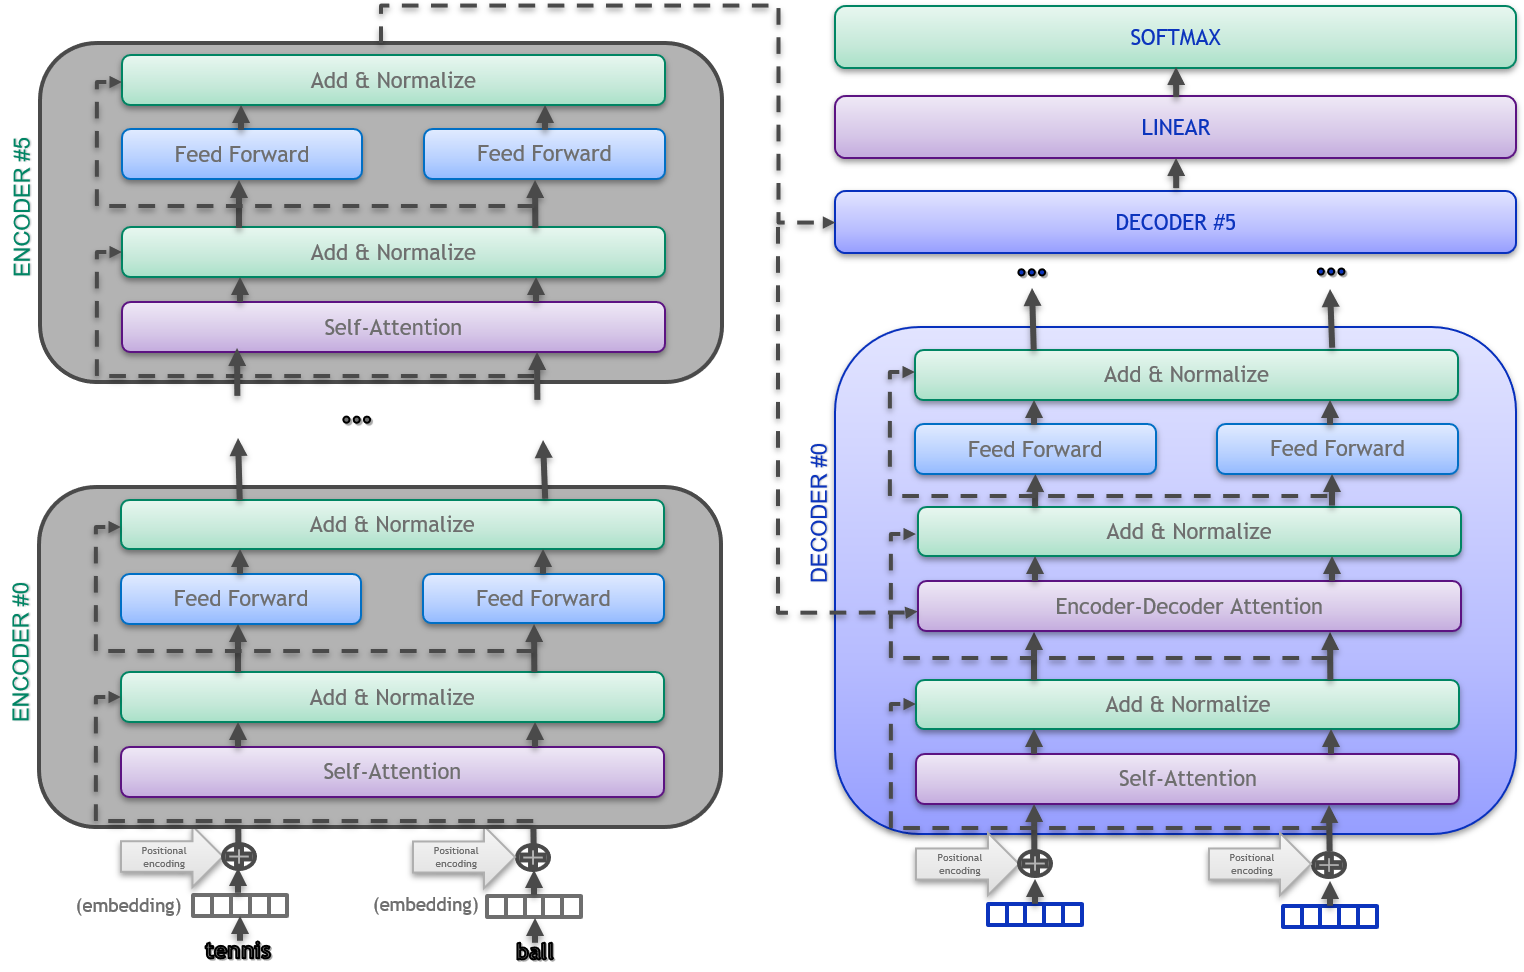 ENCODER #5
Add & Normalize
Feed Forward
Feed Forward
Add & Normalize
Self-Attention
...
ENCODER #0
Add & Normalize
Feed Forward
Feed Forward
Add & Normalize
Self-Attention
Positional
encoding
Positional
encoding
(embedding)
(embedding)
tennis
ball
SOFTMAX
LINEAR
DECODER #5
...
...
DECODER #0
Add & Normalize
Feed Forward
Feed Forward
Add & Normalize
Encoder-Decoder Attention
Add & Normalize
Self-Attention
Positional
encoding
Positional
encoding